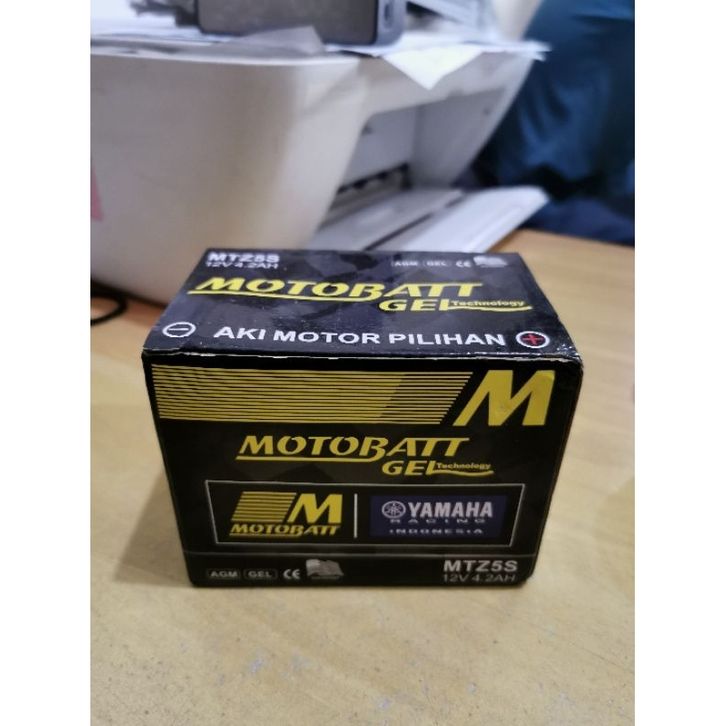 MTZ5S
12V 4.2AH
AGM GEL CE
MOTOBATT
GEL Technology
AKI MOTOR PILIHAN
M
MOTOBATT
GEL Technology
M
MOTOBATT
YAMAHA
RACING
INDONESIA
AGM GEL CE
MTZ5S
12V 4.2AH